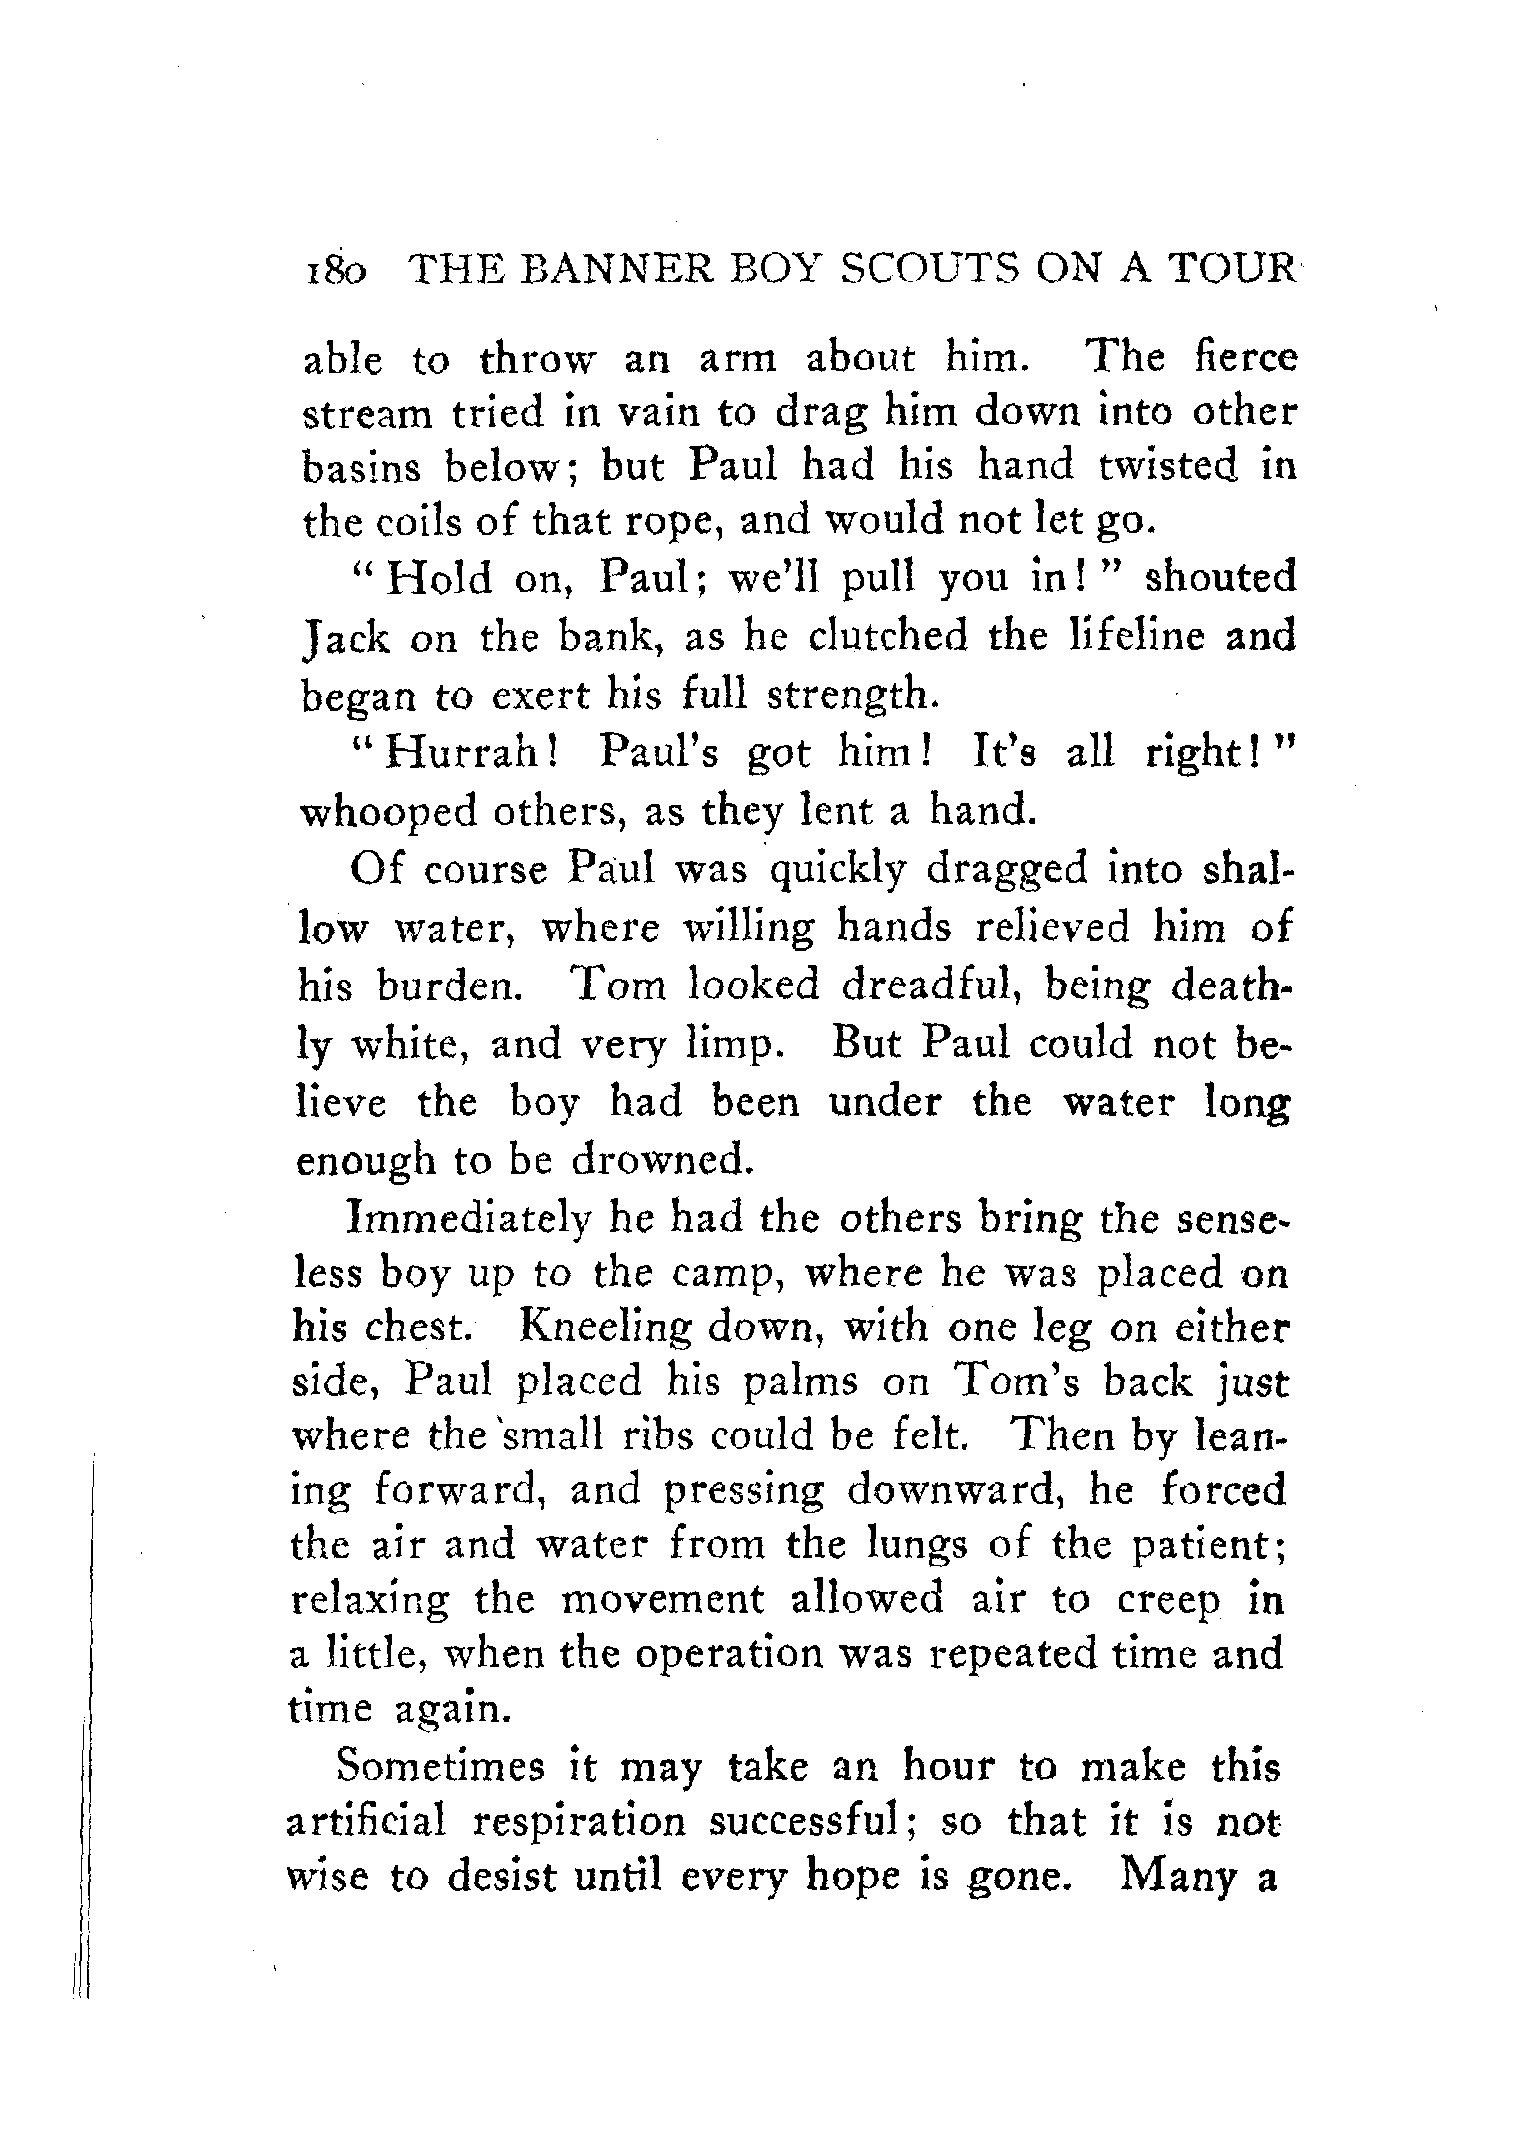 180 THE BANNER BOY SCOUTS ON A TOUR
able to throw an arm about him. The fierce
stream tried in vain to drag him down into other
basins below; but Paul had his hand twisted in
the coils of that rope, and would not let go.
" Hold on, Paul; we'll pull you in! " shouted
Jack on the bank, as he clutched the lifeline and
began to exert his full strength.
" Hurrah! Paul's got him! It's all right! "
whooped others, as they lent a hand.
Of course Paul was quickly dragged into shal-
low water, where willing hands relieved him of
his burden. Tom looked dreadful, being death-
ly white, and very limp. But Paul could not be-
lieve the boy had been under the water long
enough to be drowned.
Immediately he had the others bring the sense-
less boy up to the camp, where he was placed on
his chest. Kneeling down, with one leg on either
side, Paul placed his palms on Tom's back just
where the small ribs could be felt. Then by lean-
ing forward, and pressing downward, he forced
the air and water from the lungs of the patient;
relaxing the movement allowed air to creep in
a little, when the operation was repeated time and
time again.
Sometimes it may take an hour to make this
artificial respiration successful; so that it is not
wise to desist until every hope is gone. Many a